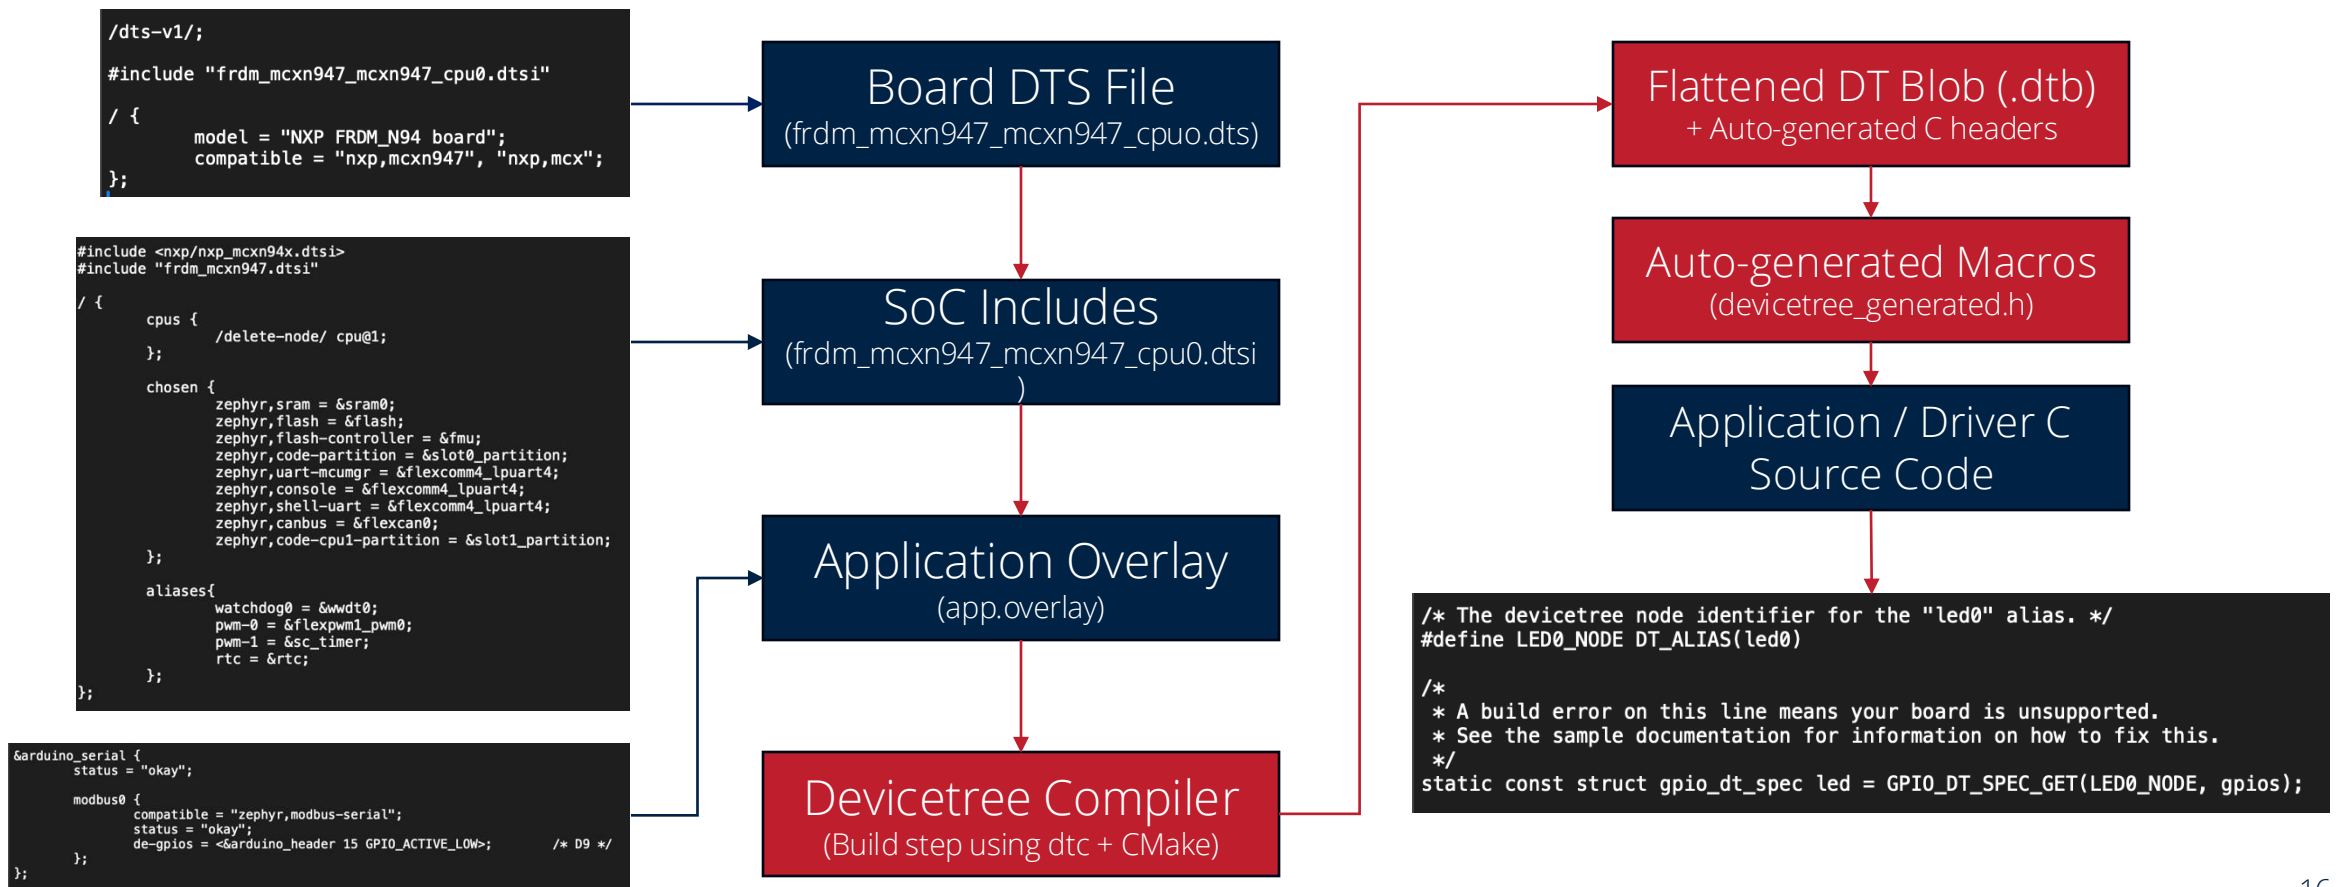 /dts-v1/;
#include "frdm_mcxn947_mcxn947_cpu0.dtsi"
/ {
model = "NXP FRDM_N94 board";
compatible = "nxp,mcxn947", "nxp,mcx";
};
#include <nxp/nxp_mcxn94x.dtsi>
#include "frdm_mcxn947.dtsi"
/ {
cpus {
/delete-node/ cpu@1;
};
chosen {
zephyr,sram = &sram0;
zephyr,flash = &flash;
zephyr,flash-controller = &fmu;
zephyr,code-partition = &slot0_partition;
zephyr,uart-mcumgr = &flexcomm4_lpuart4;
zephyr,console = &flexcomm4_lpuart4;
zephyr,shell-uart = &flexcomm4_lpuart4;
zephyr,canbus = &flexcan0;
zephyr,code-cpu1-partition = &slot1_partition;
};
aliases{
watchdog0 = &wwdt0;
pwm-0 = &flexpwm1_pwm0;
pwm-1 = &sc_timer;
rtc = &rtc;
};
};
&arduino_serial {
status = "okay";
modbus0 {
compatible = "zephyr,modbus-serial";
status = "okay";
de-gpios = <&arduino_header 15 GPIO_ACTIVE_LOW>; /* D9 */
};
};
Board DTS File
(frdm_mcxn947_mcxn947_cpuo.dts)
SoC Includes
(frdm_mcxn947_mcxn947_cpu0.dtsi
)
Application Overlay
(app.overlay)
Devicetree Compiler
(Build step using dtc + CMake)
Flattened DT Blob (.dtb)
+ Auto-generated C headers
Auto-generated Macros
(devicetree_generated.h)
Application / Driver C
Source Code
/* The devicetree node identifier for the "led0" alias. */
#define LED0_NODE DT_ALIAS(led0)
/*
* A build error on this line means your board is unsupported.
* See the sample documentation for information on how to fix this.
*/
static const struct gpio_dt_spec led = GPIO_DT_SPEC_GET(LED0_NODE, gpios);